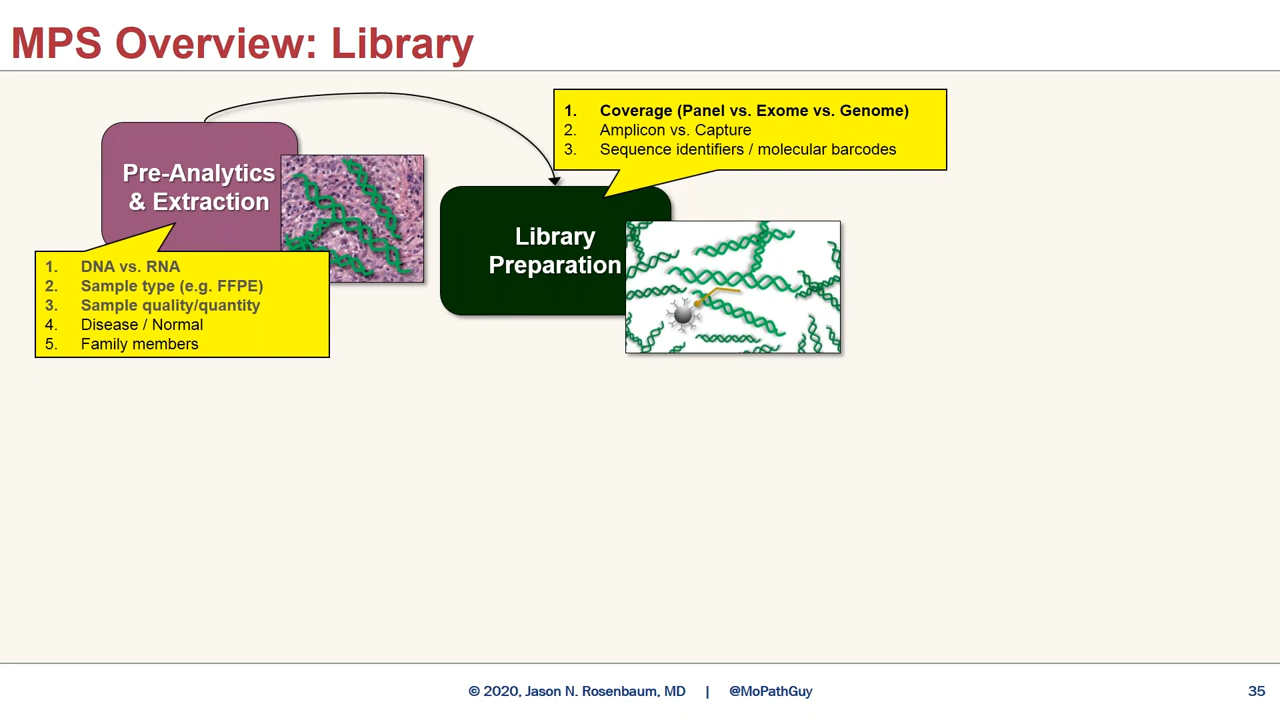 MPS Overview: Library
Pre-Analytics
& Extraction
1. DNA vs. RNA
2. Sample type (e.g. FFPE)
3. Sample quality/quantity
4. Disease / Normal
5. Family members
1. Coverage (Panel vs. Exome vs. Genome)
2. Amplicon vs. Capture
3. Sequence identifiers / molecular barcodes
Library
Preparation
© 2020, Jason N. Rosenbaum, MD | @MoPathGuy
35